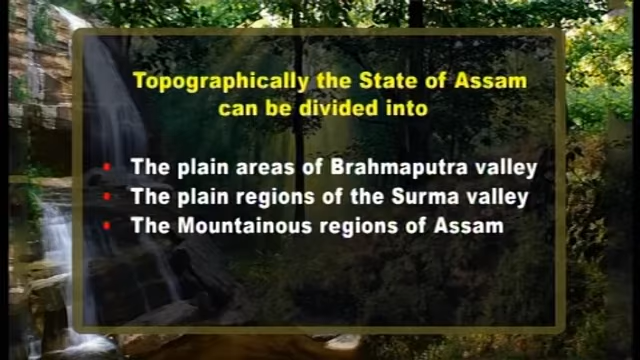 Topographically the State of Assam
can be divided into
The plain areas of Brahmaputra valley
The plain regions of the Surma valley
The Mountainous regions of Assam